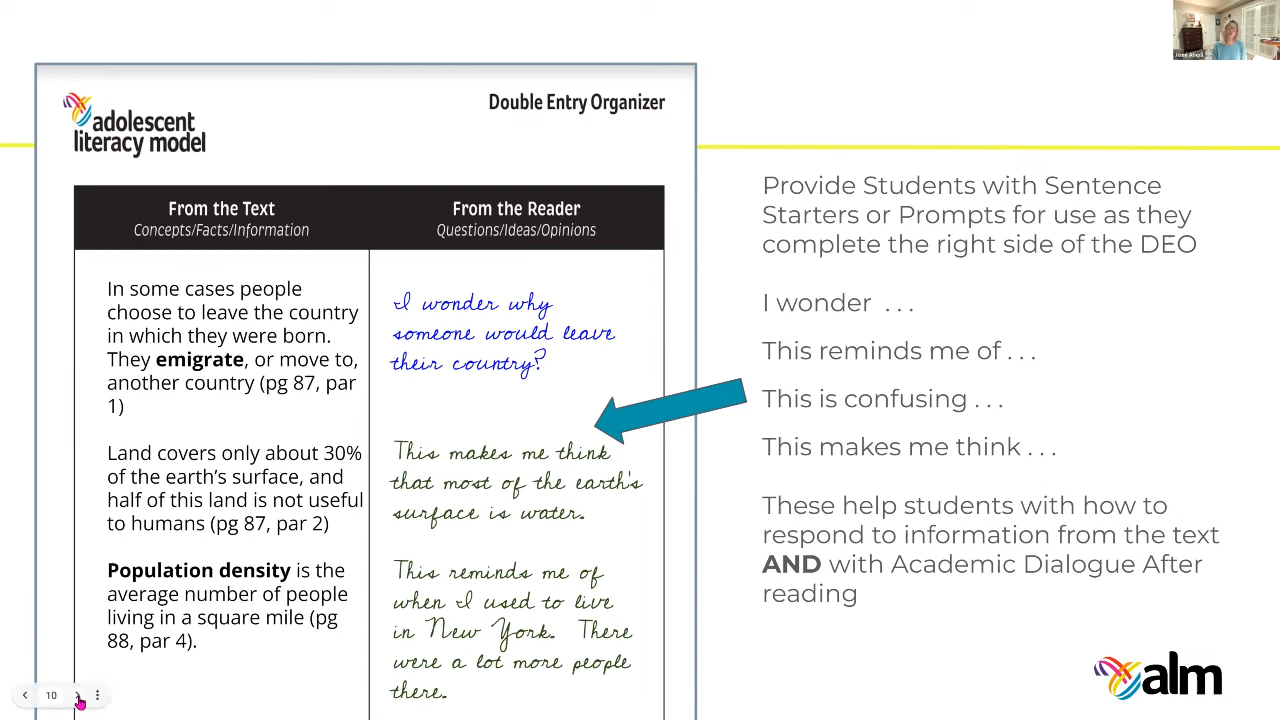 adolescent
literacy model
Double Entry Organizer
From the Text
Concepts/Facts/Information
From the Reader
Questions/Ideas/Opinions
In some cases people
choose to leave the country
in which they were born.
They emigrate, or move to,
another country (pg 87, par
1)
I wonder why
someone would leave
their country?
Land covers only about 30%
of the earth's surface, and
half of this land is not useful
to humans (pg 87, par 2)
This makes me think
that most of the earth's
surface is water.
Population density is the
average number of people
living in a square mile (pg
88, par 4).
This reminds me of
when I used to live
in New York. There
were a lot more people
there.
Provide Students with Sentence
Starters or Prompts for use as they
complete the right side of the DEO
I wonder . . .
This reminds me of . . .
This is confusing . . .
This makes me think . . .
These help students with how to
respond to information from the text
AND with Academic Dialogue After
reading
alm
10